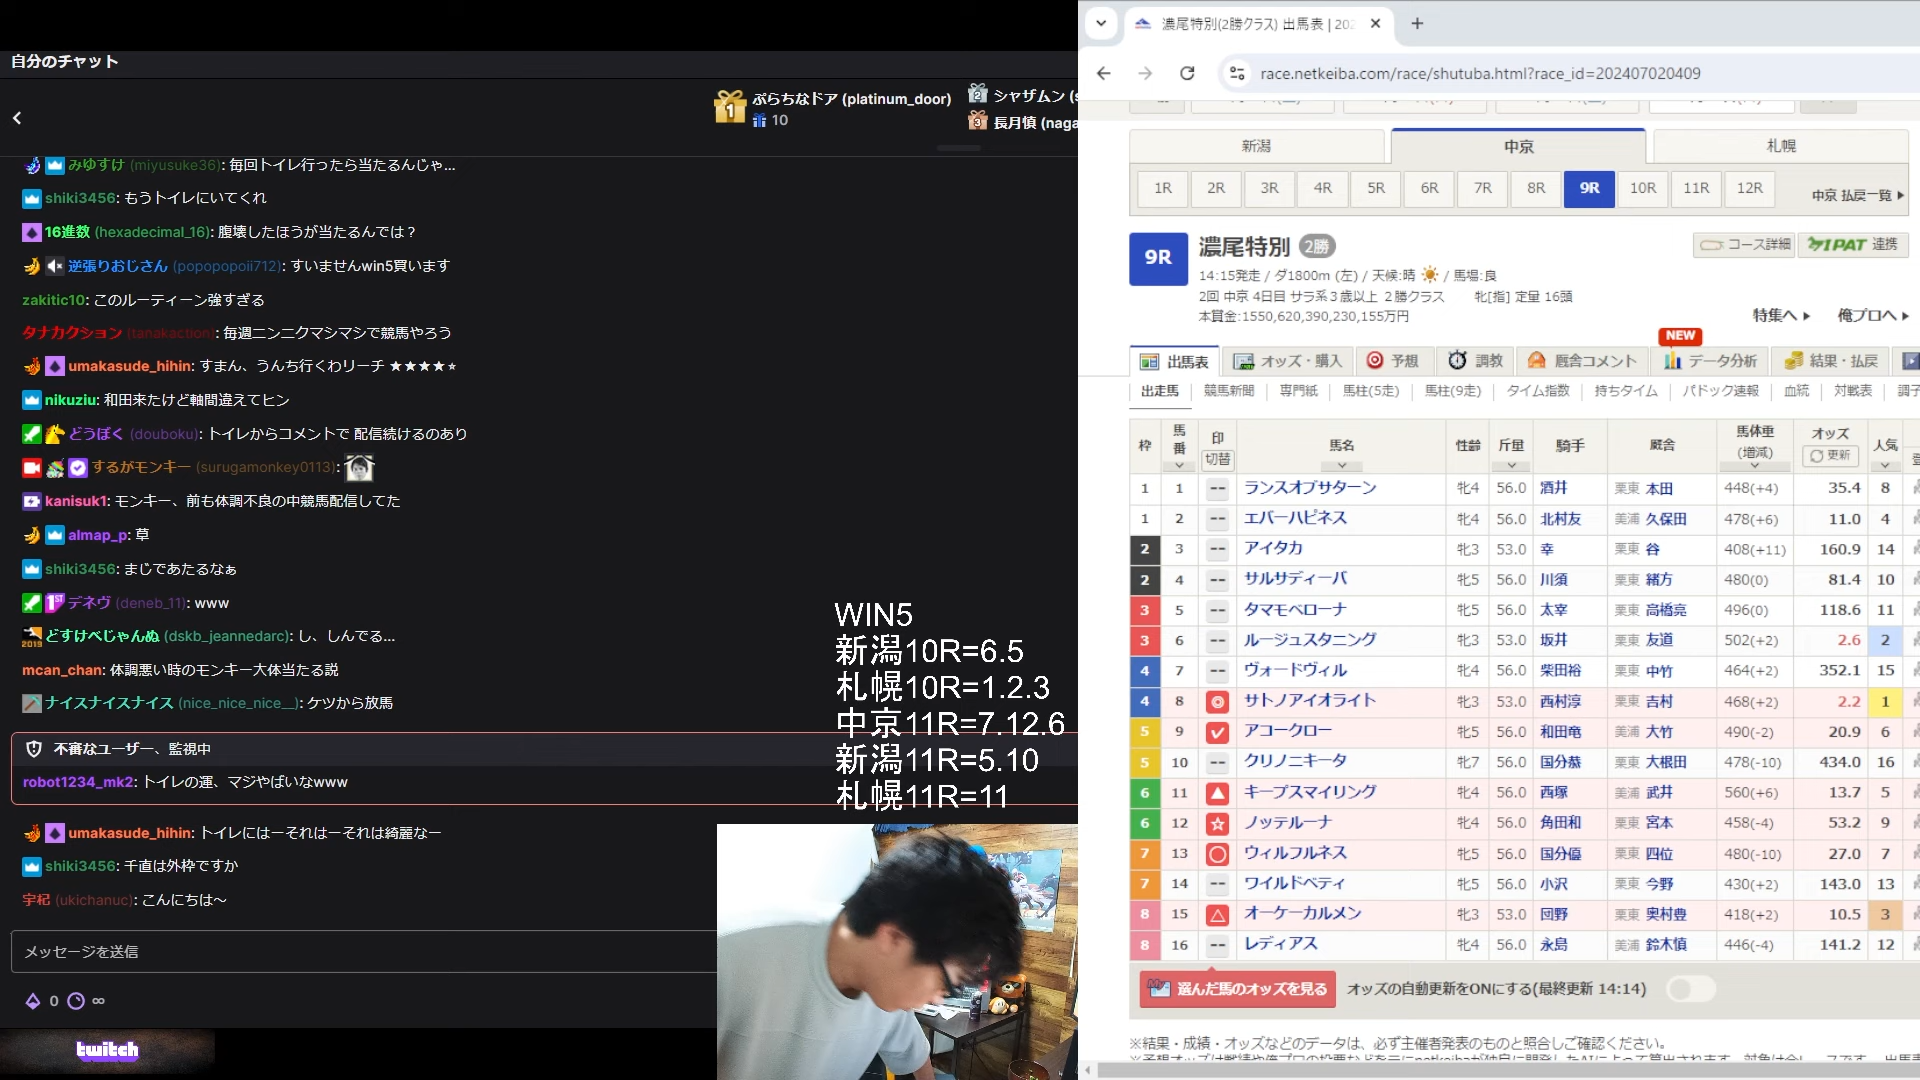 自分のチャット
ぷらちなドア (platinum_door)
10
シャザムン (s
長月慎 (naga
みゆすけ (miyusuke36): 毎回トイレ行ったら当たるんじゃ...
shiki3456: もうトイレにいてくれ
16進数 (hexadecimal_16): 腹壊したほうが当たるんでは？
逆張りおじさん (popopopoii712): すいませんwin5買います
zakitic10: このルーティーン強すぎる
タナカクション (tanakaction): 毎週ニンニクマシマシで競馬やろう
umakasude_hihin: すまん、うんち行くわリーチ ★★★★⭑
nikuziu: 和田来たけど軸間違えてヒン
どうぼく (douboku): トイレからコメントで 配信続けるのあり
するがモンキー (surugamonkey0113):
kanisuk1: モンキー、前も体調不良の中競馬配信してた
almap_p: 草
shiki3456: まじであたるなぁ
デネヴ (deneb_11): www
どすけべじゃんぬ (dskb_jeannedarc): し、しんでる...
mcan_chan: 体調悪い時のモンキー大体当たる説
ナイスナイスナイス (nice_nice_nice__): ケツから放馬
不審なユーザー、監視中
robot1234_mk2: トイレの運、マジやばいなwww
umakasude_hihin: トイレにはーそれはーそれは綺麗なー
shiki3456: 千直は外枠ですか
宇杞 (ukichanuc): こんにちは〜
メッセージを送信
0 ∞
twitch
WIN5
新潟10R=6.5
札幌10R=1.2.3
中京11R=7.12.6
新潟11R=5.10
札幌11R=11
濃尾特別(2勝クラス) 出馬表 | 202
race.netkeiba.com/race/shutuba.html?race_id=202407020409
新潟 中京 札幌
1R 2R 3R 4R 5R 6R 7R 8R 9R 10R 11R 12R 中京 払戻一覧
9R 濃尾特別 2勝 コース詳細 IPAT 連携
14:15発走 / ダ1800m (左) / 天候:晴 / 馬場:良
2回 中京 4日目 サラ系３歳以上 ２勝クラス 牝[指] 定量 16頭
本賞金:1550,620,390,230,155万円
特集へ 俺プロへ
NEW
出馬表 オッズ・購入 予想 調教 厩舎コメント データ分析 結果・払戻
出走馬 競馬新聞 専門紙 馬柱(5走) 馬柱(9走) タイム指数 持ちタイム パドック速報 血統 対戦表 調子
枠 馬番 印 切替 馬名 性齢 斤量 騎手 厩舎 馬体重(増減) オッズ 更新 人気
1 1 -- ランスオブサターン 牝4 56.0 酒井 栗東 本田 448(+4) 35.4 8
1 2 -- エバーハピネス 牝4 56.0 北村友 美浦 久保田 478(+6) 11.0 4
2 3 -- アイタカ 牝3 53.0 幸 栗東 谷 408(+11) 160.9 14
2 4 -- サルサディーバ 牝5 56.0 川須 栗東 緒方 480(0) 81.4 10
3 5 -- タマモベローナ 牝5 56.0 太宰 栗東 高橋亮 496(0) 118.6 11
3 6 -- ルージュスタニング 牝3 53.0 坂井 栗東 友道 502(+2) 2.6 2
4 7 -- ヴォードヴィル 牝4 56.0 柴田裕 栗東 中竹 464(+2) 352.1 15
4 8 ◎ サトノアイオライト 牝3 53.0 西村淳 栗東 吉村 468(+2) 2.2 1
5 9 ✓ アコークロー 牝5 56.0 和田竜 美浦 大竹 490(-2) 20.9 6
5 10 -- クリノニキータ 牝7 56.0 国分恭 栗東 大根田 478(-10) 434.0 16
6 11 ▲ キープスマイリング 牝4 56.0 西塚 美浦 武井 560(+6) 13.7 5
6 12 ☆ ノッテルーナ 牝4 56.0 角田和 栗東 宮本 458(-4) 53.2 9
7 13 ○ ウィルフルネス 牝5 56.0 国分優 栗東 四位 480(-10) 27.0 7
7 14 -- ワイルドベティ 牝5 56.0 小沢 栗東 今野 430(+2) 143.0 13
8 15 △ オーケーカルメン 牝3 53.0 団野 栗東 奥村豊 418(+2) 10.5 3
8 16 -- レディアス 牝4 56.0 永島 美浦 鈴木慎 446(-4) 141.2 12
選んだ馬のオッズを見る オッズの自動更新をONにする(最終更新 14:14)
※結果・成績・オッズなどのデータは、必ず主催者発表のものと照合しご確認ください。